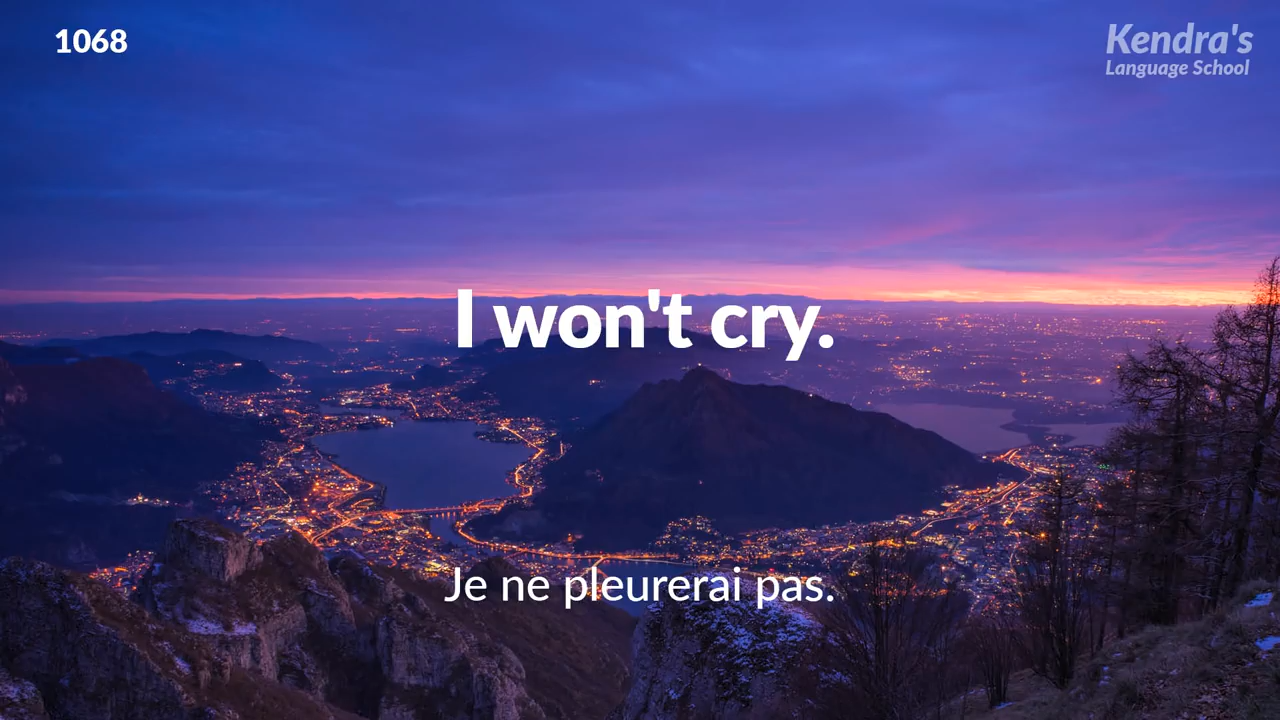 1068
Kendra's
Language School
I won't cry.
Je ne pleurerai pas.